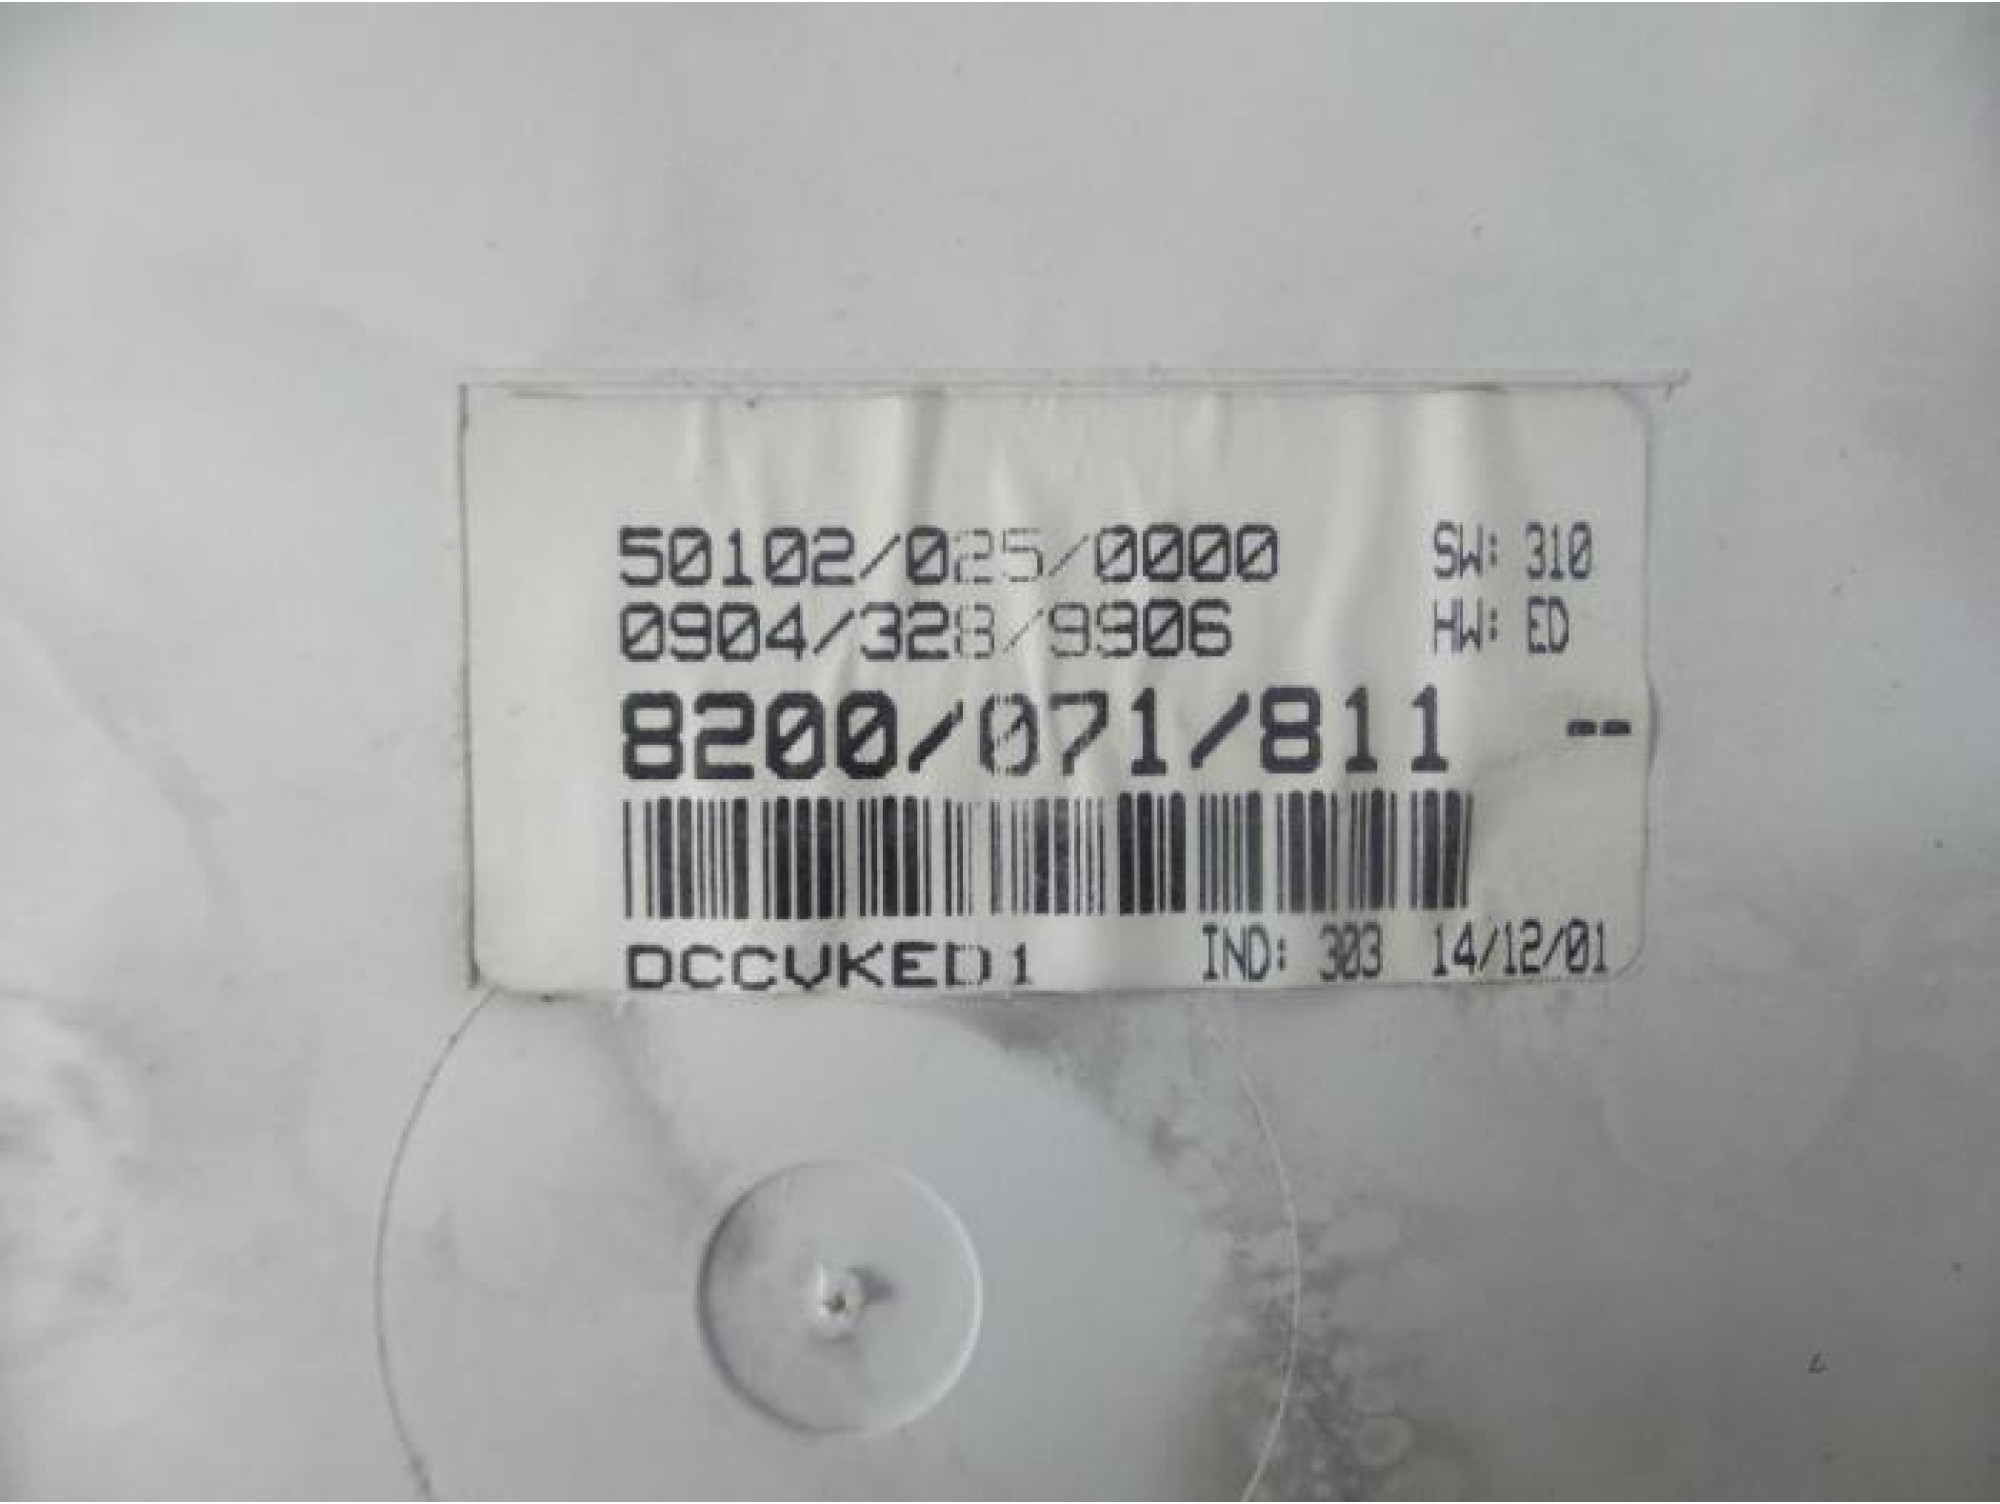 50102/025/0000 SW: 310
0904/328/9906 HW: ED
8200/071/811 --
DCCVKED1 IND: 303 14/12/01